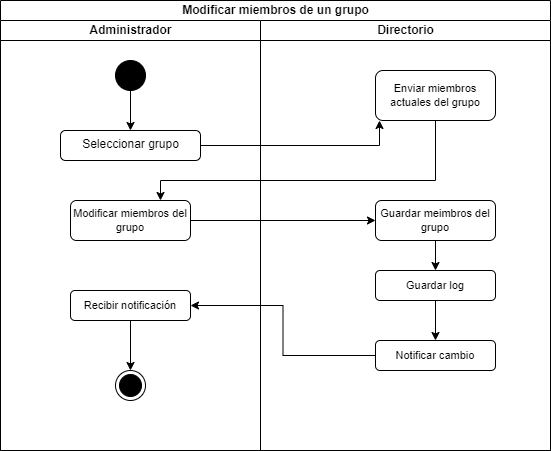 Modificar miembros de un grupo
Administrador
Directorio
Enviar miembros
actuales del grupo
Seleccionar grupo
Modificar miembros del
grupo
Guardar meimbros del
grupo
Guardar log
Recibir notificación
Notificar cambio